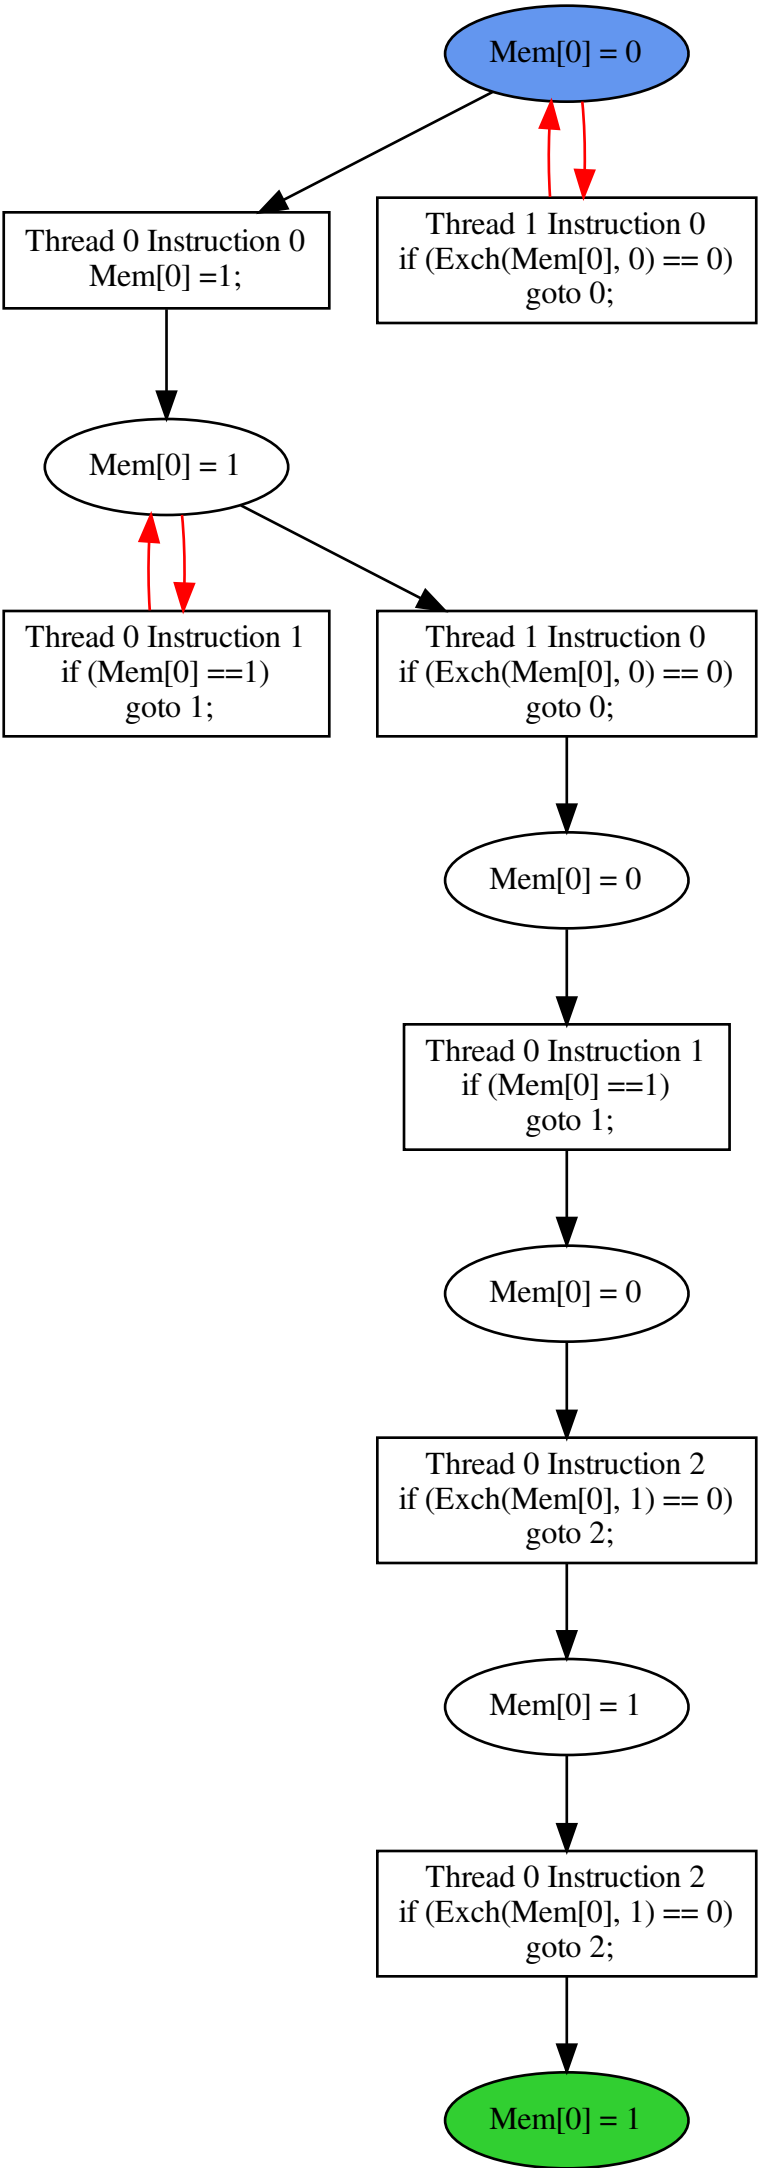 Mem[0] = 0
Thread 0 Instruction 0
Mem[0] =1;
Thread 1 Instruction 0
if (Exch(Mem[0], 0) == 0)
goto 0;
Mem[0] = 1
Thread 0 Instruction 1
if (Mem[0] ==1)
goto 1;
Thread 1 Instruction 0
if (Exch(Mem[0], 0) == 0)
goto 0;
Mem[0] = 0
Thread 0 Instruction 1
if (Mem[0] ==1)
goto 1;
Mem[0] = 0
Thread 0 Instruction 2
if (Exch(Mem[0], 1) == 0)
goto 2;
Mem[0] = 1
Thread 0 Instruction 2
if (Exch(Mem[0], 1) == 0)
goto 2;
Mem[0] = 1